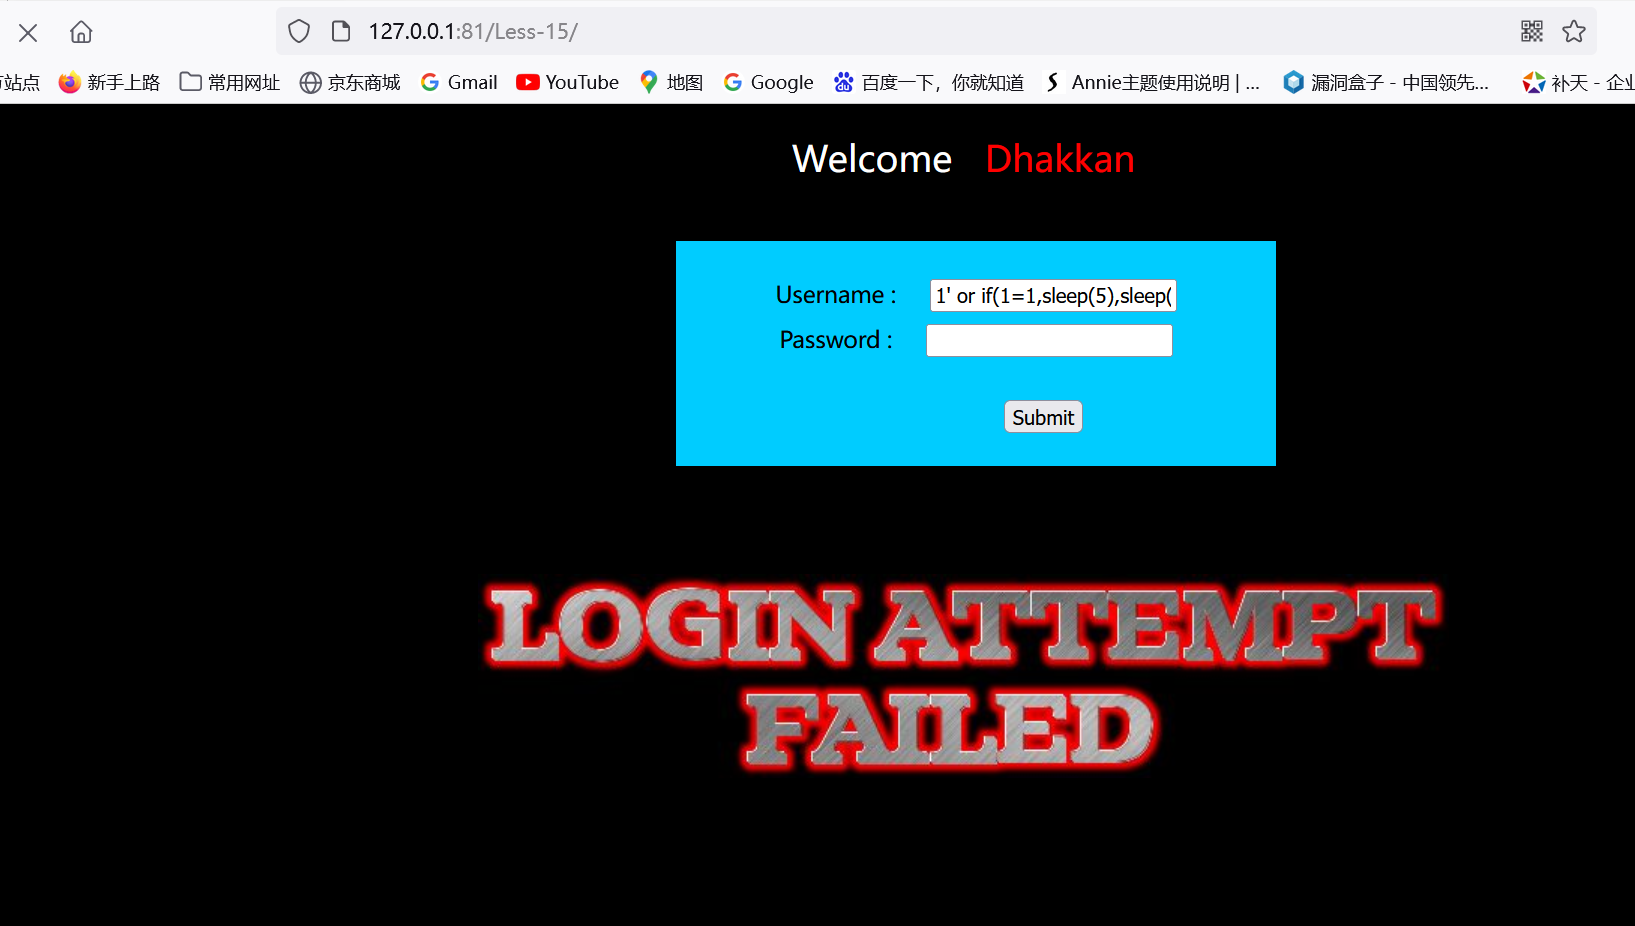 127.0.0.1:81/Less-15/
站点 新手上路 常用网址 京东商城 Gmail YouTube 地图 Google 百度一下，你就知道 Annie主题使用说明 | ... 漏洞盒子 - 中国领先... 补天 - 企业
Welcome Dhakkan
Username : 1' or if(1=1,sleep(5),sleep(
Password :
Submit
LOGIN ATTEMPT
FAILED